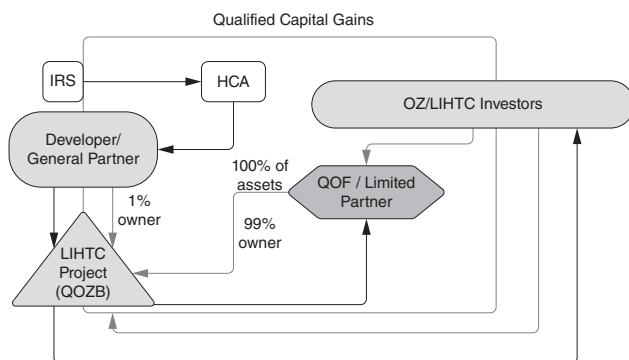 Qualified Capital Gains
IRS
HCA
OZ/LIHTC Investors
Developer/
General Partner
100% of
assets
QOF / Limited
Partner
1%
owner
99%
owner
LIHTC
Project
(QOZB)